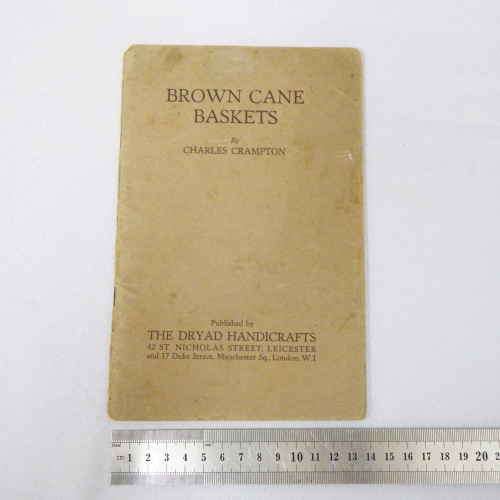 BROWN CANE
BASKETS
By
CHARLES CRAMPTON
Published by
THE DRYAD HANDICRAFTS
42 ST. NICHOLAS STREET, LEICESTER
and 17 Duke Street, Manchester Sq., London, W.1
cm 1 2 3 4 5 6 7 8 9 10 11 12 13 14 15 16 17 18 19 20 2